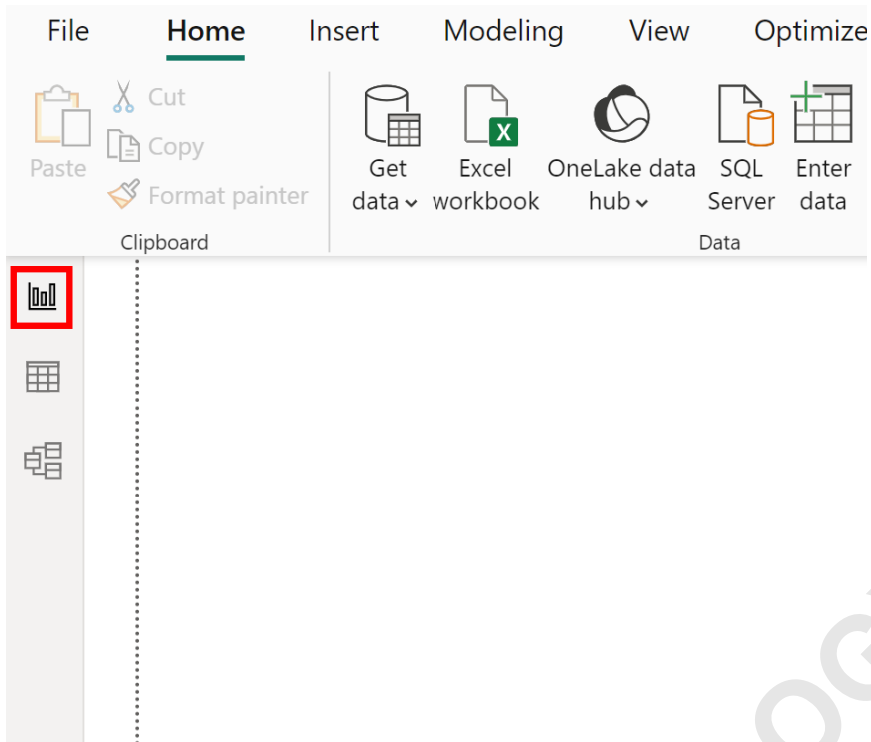 File Home Insert Modeling View Optimize
Cut
Copy
Paste
Format painter
Clipboard
Get data
Excel workbook
OneLake data hub
SQL Server
Enter data
Data